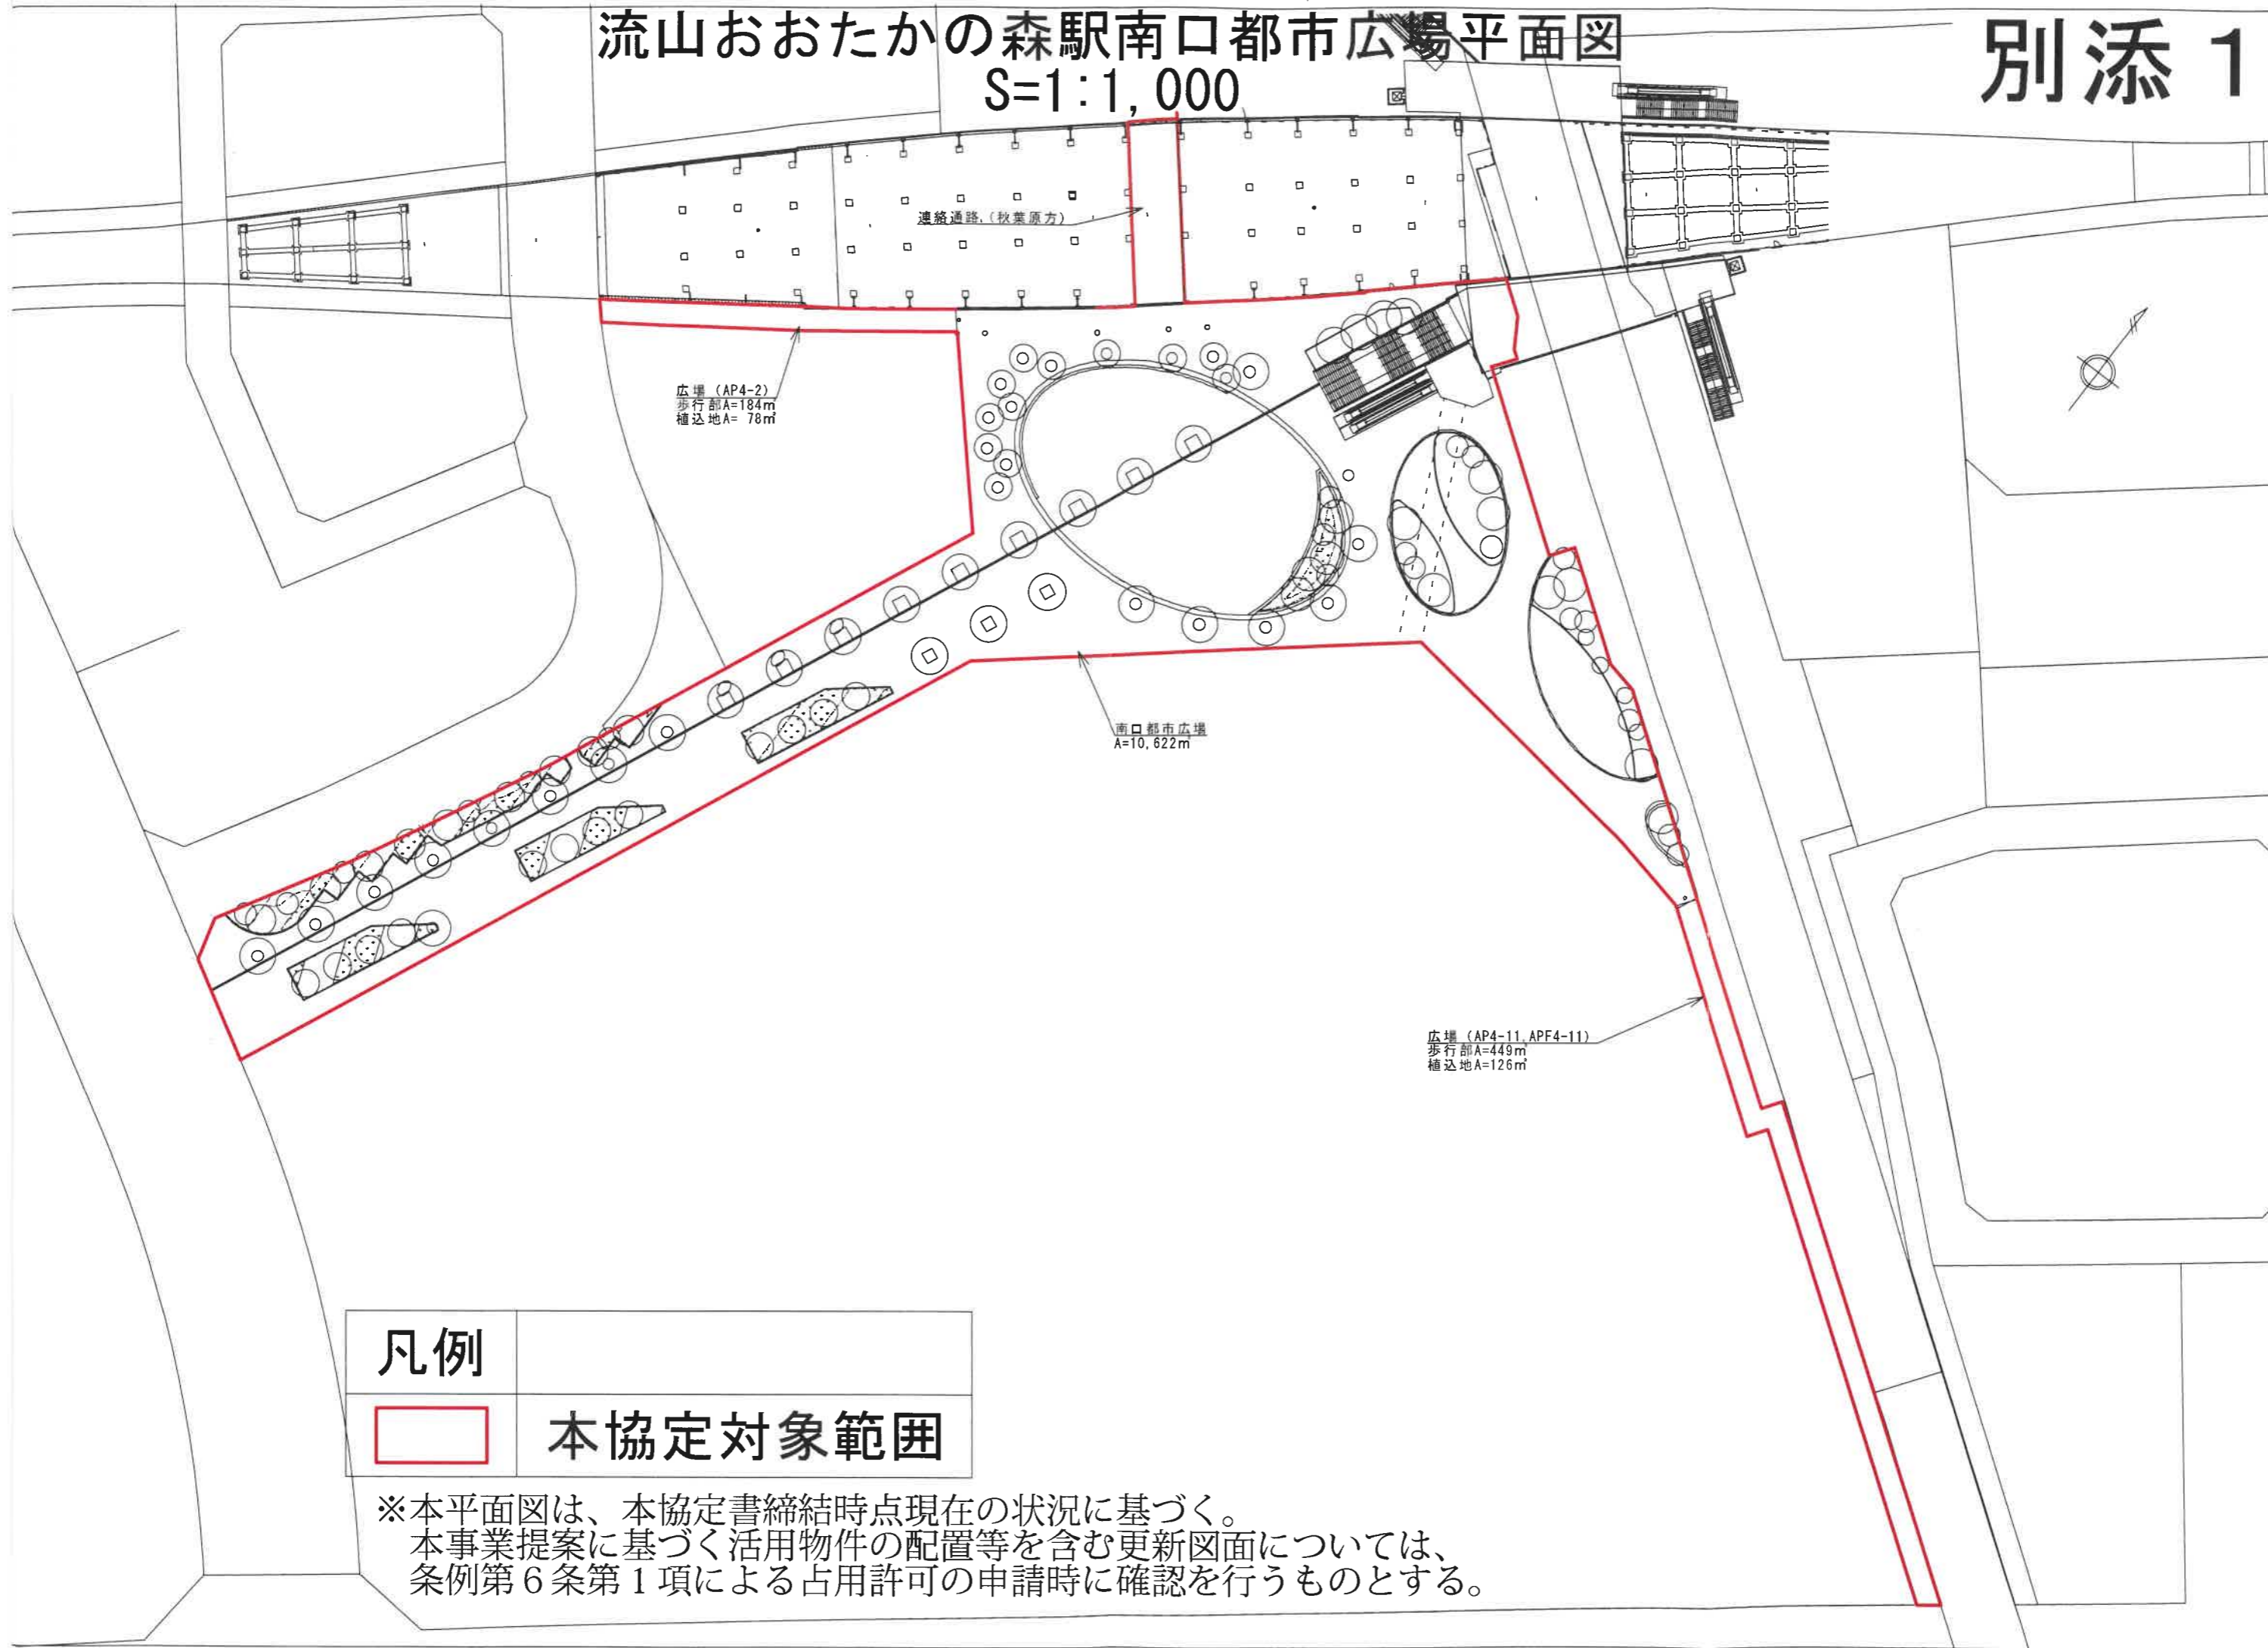 流山おおたかの森駅南口都市広場平面図
S=1:1,000
別添1
連絡通路(秋葉原方)
広場(AP4-2)
歩行部A=184㎡
植込地A= 78㎡
南口都市広場
A=10,622㎡
広場(AP4-11,APF4-11)
歩行部A=449㎡
植込地A=126㎡
凡例
本協定対象範囲
※本平面図は、本協定書締結時点現在の状況に基づく。
本事業提案に基づく活用物件の配置等を含む更新図面については、
条例第6条第1項による占用許可の申請時に確認を行うものとする。